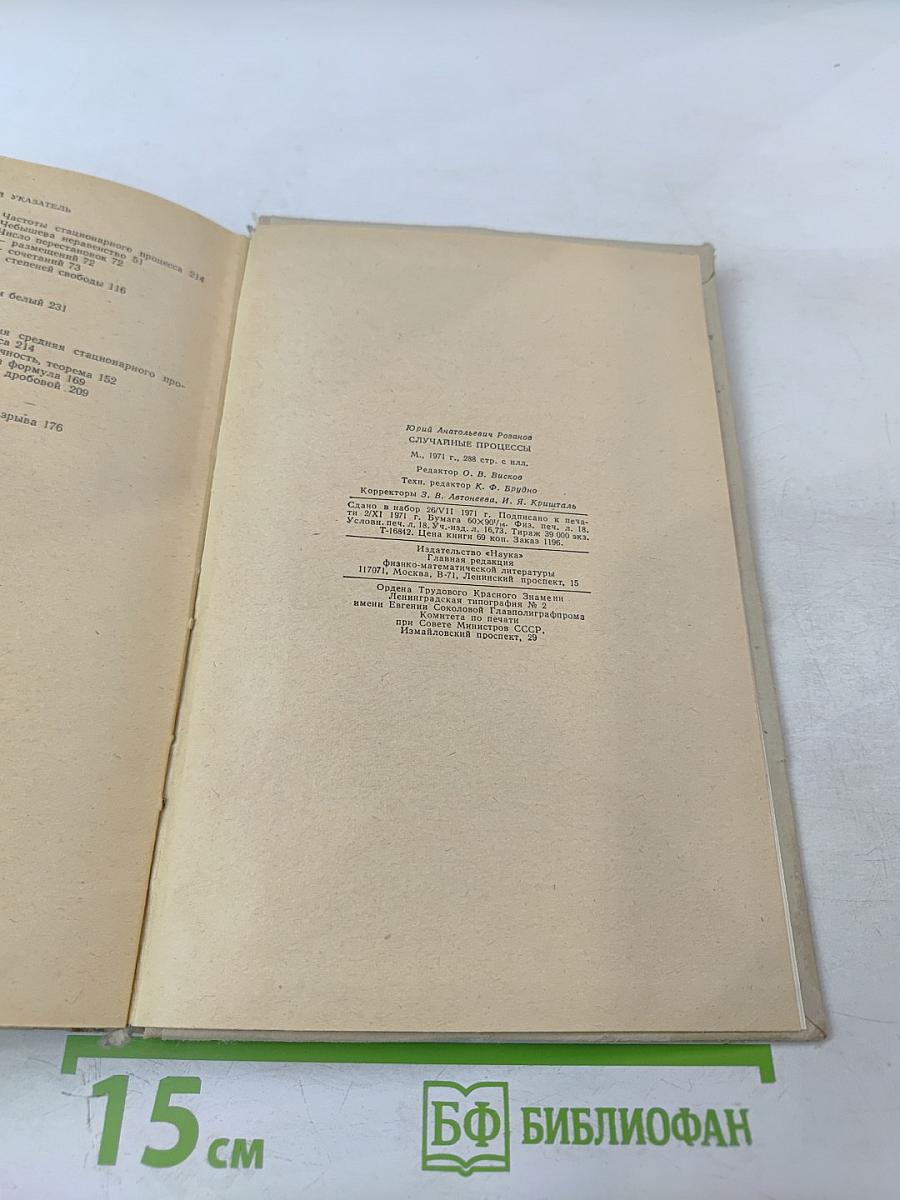 УКАЗАТЕЛЬ
Частоты стационарного процесса 214
Чебышева неравенство 51
Число перестановок 72
— размещений 72
— сочетаний 73
степеней свободы 116
белый 231
средняя стационарного про-
214
теорема 152
формула 169
дробовой 209
176
Юрий Анатольевич Розанов
СЛУЧАЙНЫЕ ПРОЦЕССЫ
М., 1971 г., 288 стр. с илл.
Редактор О. В. Висков
Техн. редактор К. Ф. Брудно
Корректоры З. В. Автонеева, И. Я. Кришталь
Сдано в набор 26/VII 1971 г. Подписано к печа-
ти 2/XI 1971 г. Бумага 60×90¹/₁₆. Физ. печ. л. 18.
Условн. печ. л. 18. Уч.-изд. л. 16,73. Тираж 39 000 экз.
Т-16842. Цена книги 69 коп. Заказ 1196.
Издательство «Наука»
Главная редакция
физико-математической литературы
117071, Москва, В-71, Ленинский проспект, 15
Ордена Трудового Красного Знамени
Ленинградская типография № 2
имени Евгении Соколовой Главполиграфпрома
Комитета по печати
при Совете Министров СССР.
Измайловский проспект, 29
15 см
БФ БИБЛИОФАН